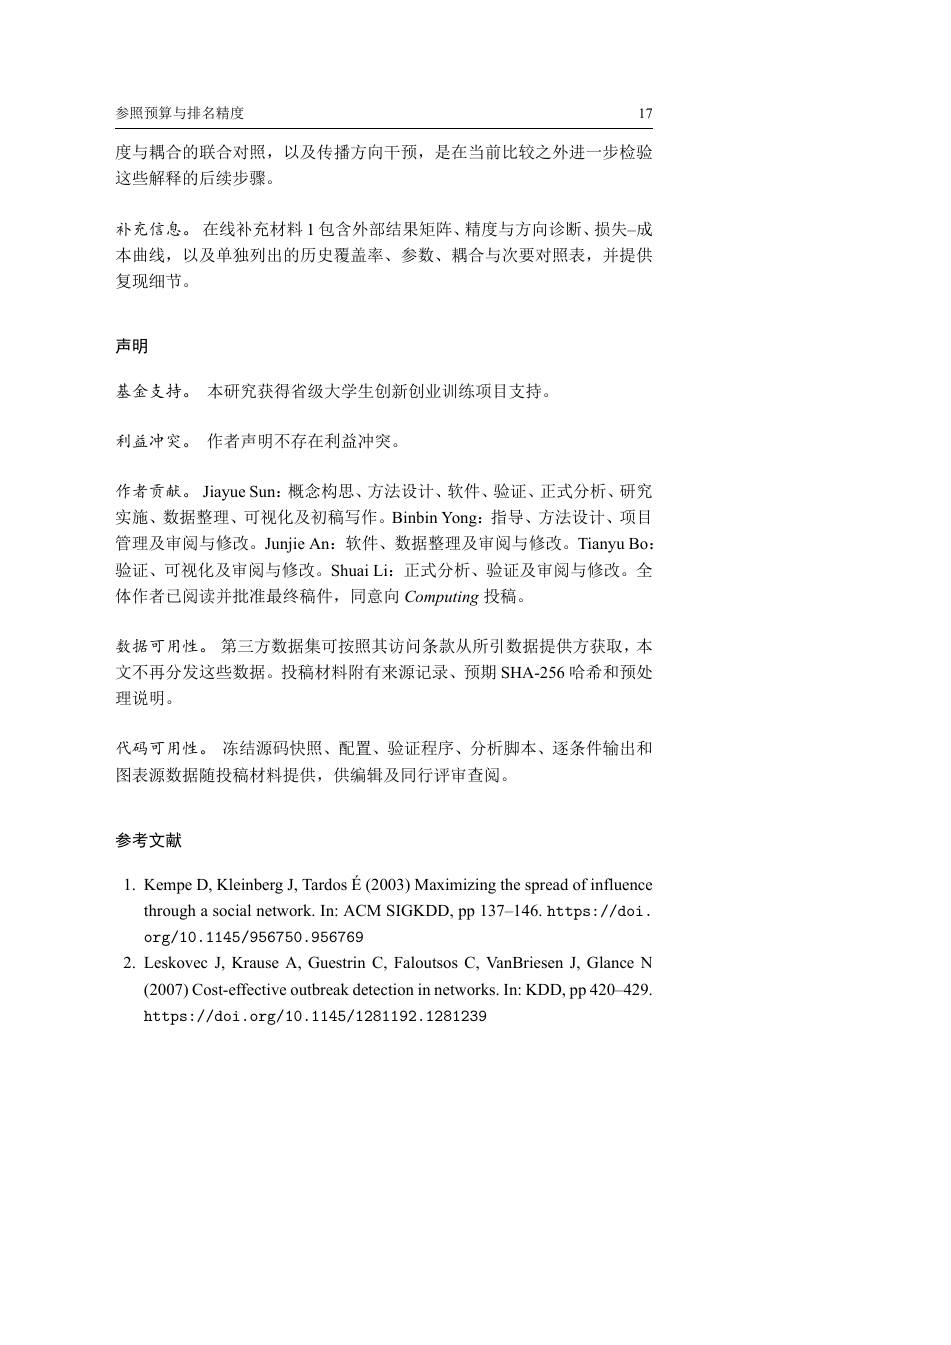 参照预算与排名精度 17
度与耦合的联合对照，以及传播方向干预，是在当前比较之外进一步检验
这些解释的后续步骤。
补充信息。 在线补充材料 1 包含外部结果矩阵、精度与方向诊断、损失–成
本曲线，以及单独列出的历史覆盖率、参数、耦合与次要对照表，并提供
复现细节。
声明
基金支持。 本研究获得省级大学生创新创业训练项目支持。
利益冲突。 作者声明不存在利益冲突。
作者贡献。 Jiayue Sun：概念构思、方法设计、软件、验证、正式分析、研究
实施、数据整理、可视化及初稿写作。Binbin Yong：指导、方法设计、项目
管理及审阅与修改。Junjie An：软件、数据整理及审阅与修改。Tianyu Bo：
验证、可视化及审阅与修改。Shuai Li：正式分析、验证及审阅与修改。全
体作者已阅读并批准最终稿件，同意向 Computing 投稿。
数据可用性。 第三方数据集可按照其访问条款从所引数据提供方获取，本
文不再分发这些数据。投稿材料附有来源记录、预期 SHA-256 哈希和预处
理说明。
代码可用性。 冻结源码快照、配置、验证程序、分析脚本、逐条件输出和
图表源数据随投稿材料提供，供编辑及同行评审查阅。
参考文献
1. Kempe D, Kleinberg J, Tardos É (2003) Maximizing the spread of influence
through a social network. In: ACM SIGKDD, pp 137–146. https://doi.
org/10.1145/956750.956769
2. Leskovec J, Krause A, Guestrin C, Faloutsos C, VanBriesen J, Glance N
(2007) Cost-effective outbreak detection in networks. In: KDD, pp 420–429.
https://doi.org/10.1145/1281192.1281239